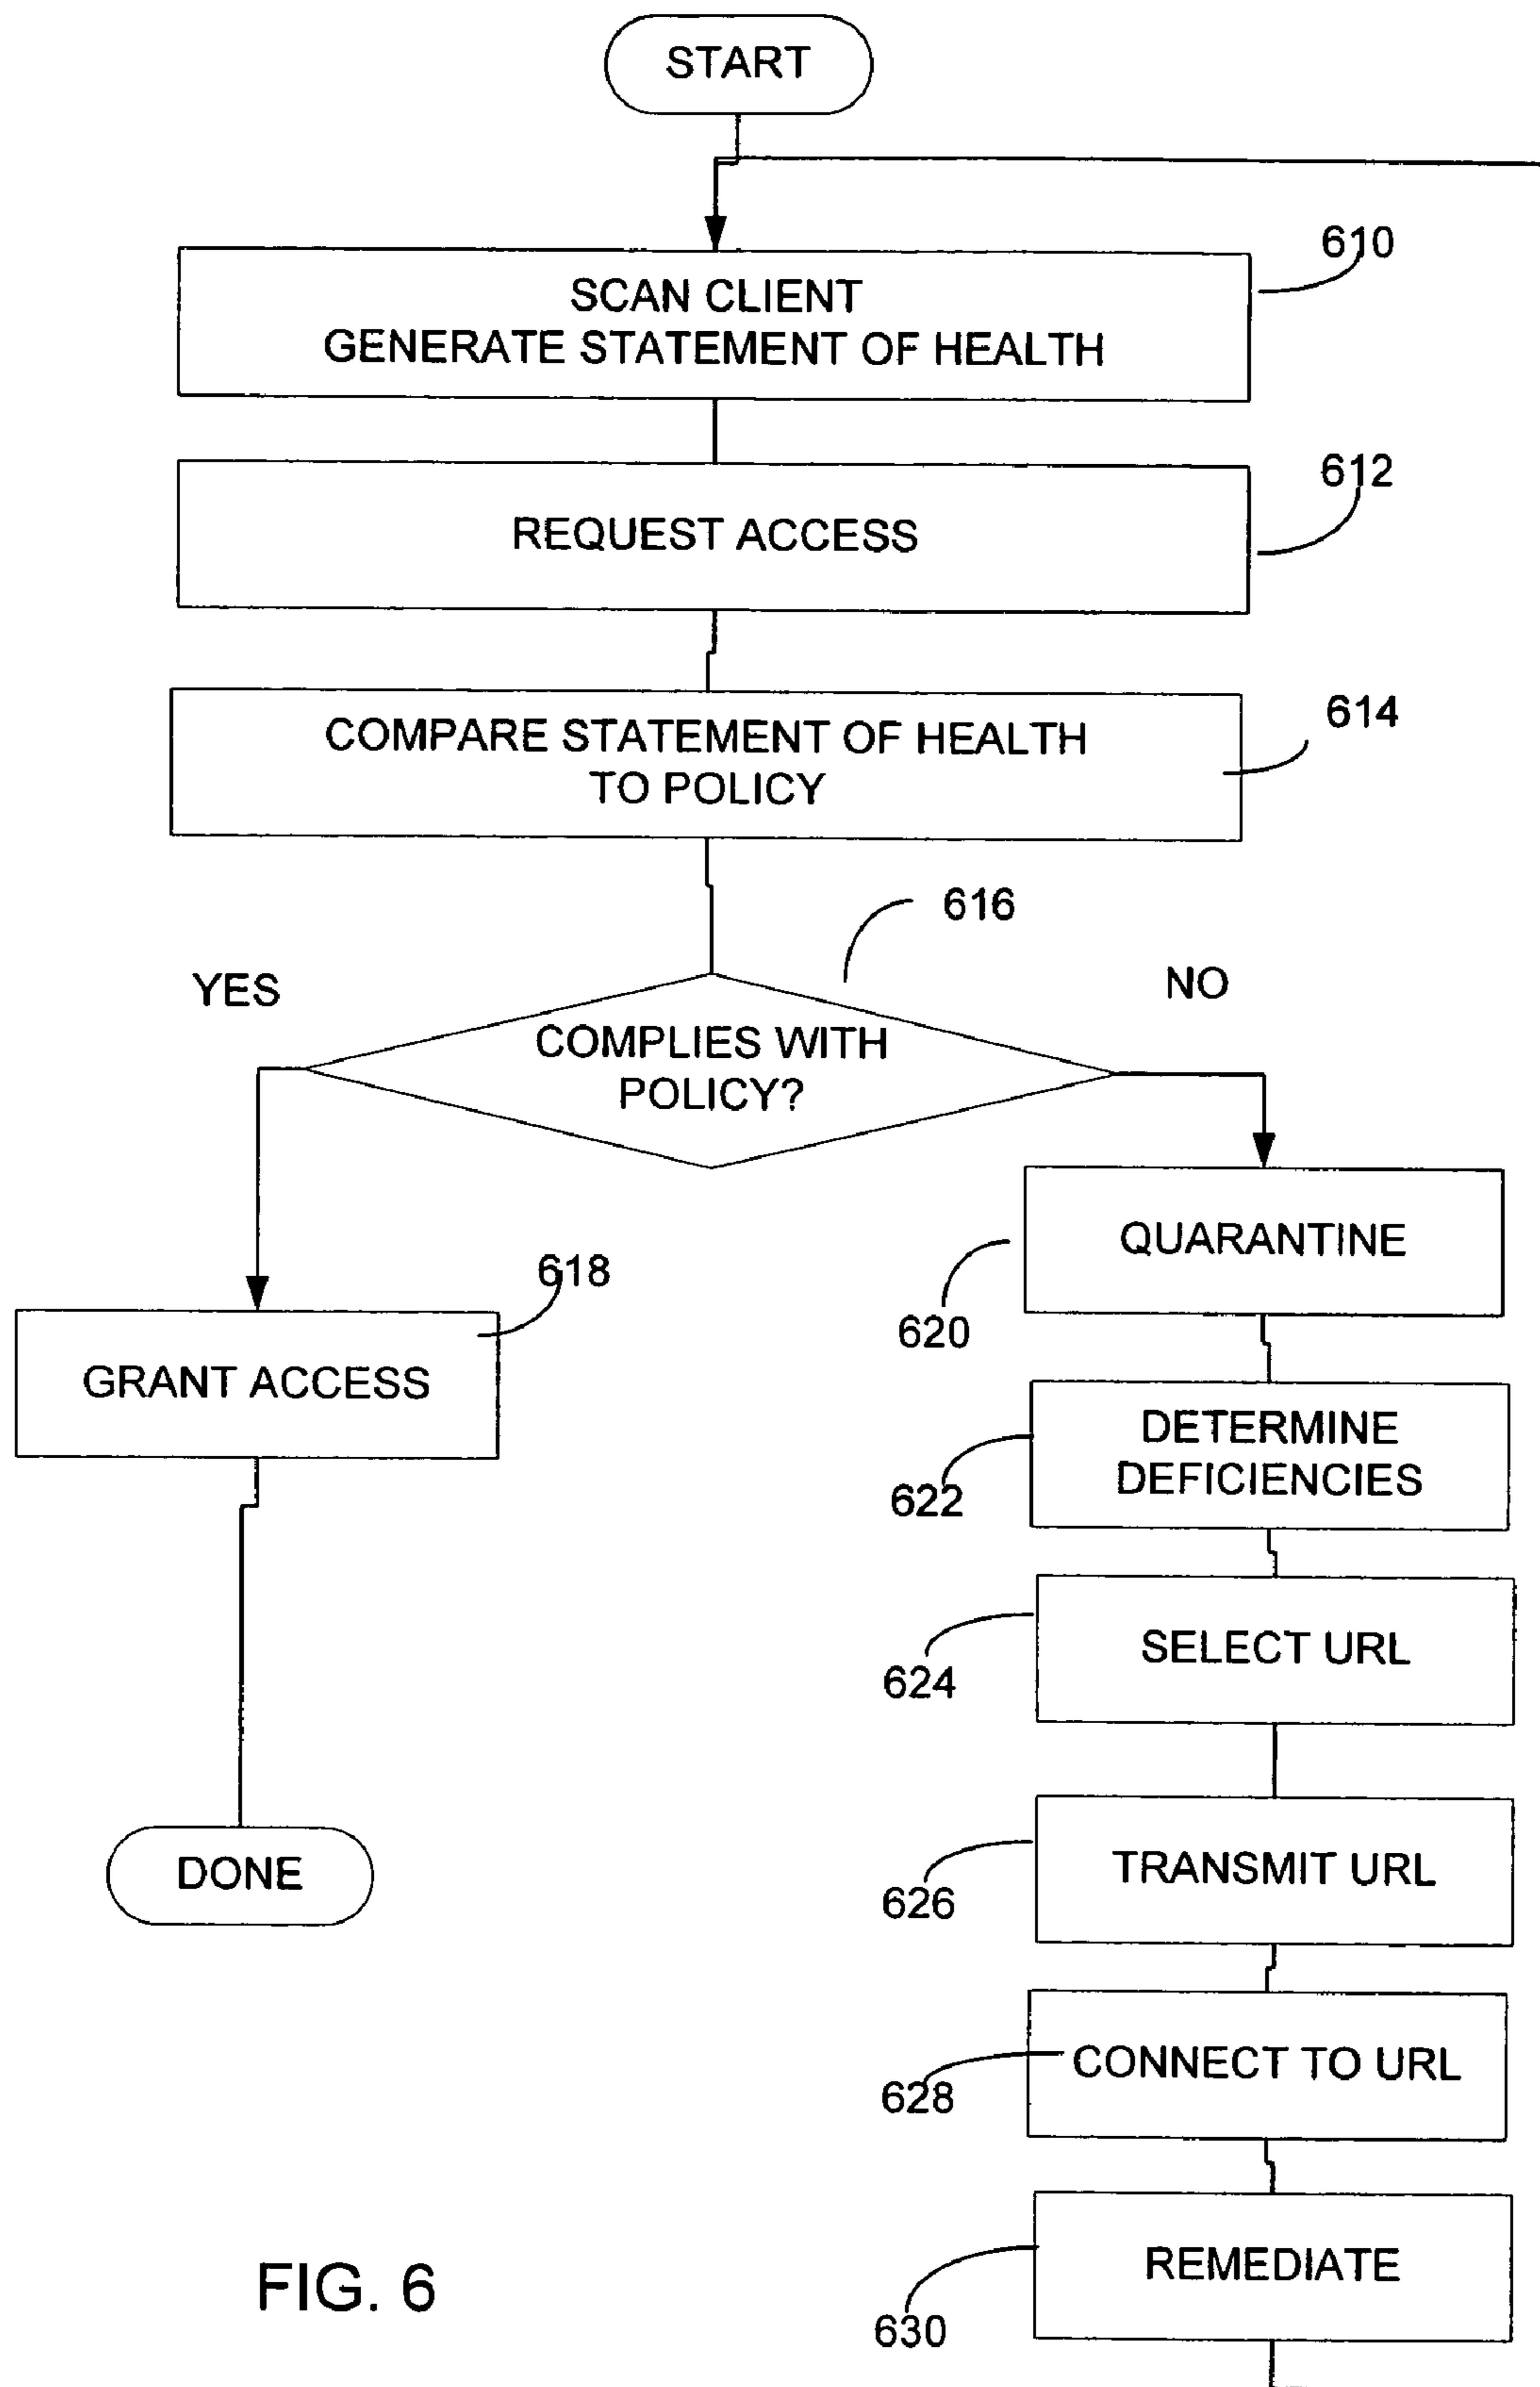 START
610
SCAN CLIENT
GENERATE STATEMENT OF HEALTH
612
REQUEST ACCESS
614
COMPARE STATEMENT OF HEALTH
TO POLICY
616
YES
NO
COMPLIES WITH
POLICY?
QUARANTINE
620
618
GRANT ACCESS
DETERMINE
DEFICIENCIES
622
SELECT URL
624
TRANSMIT URL
626
DONE
CONNECT TO URL
628
REMEDIATE
630
FIG. 6